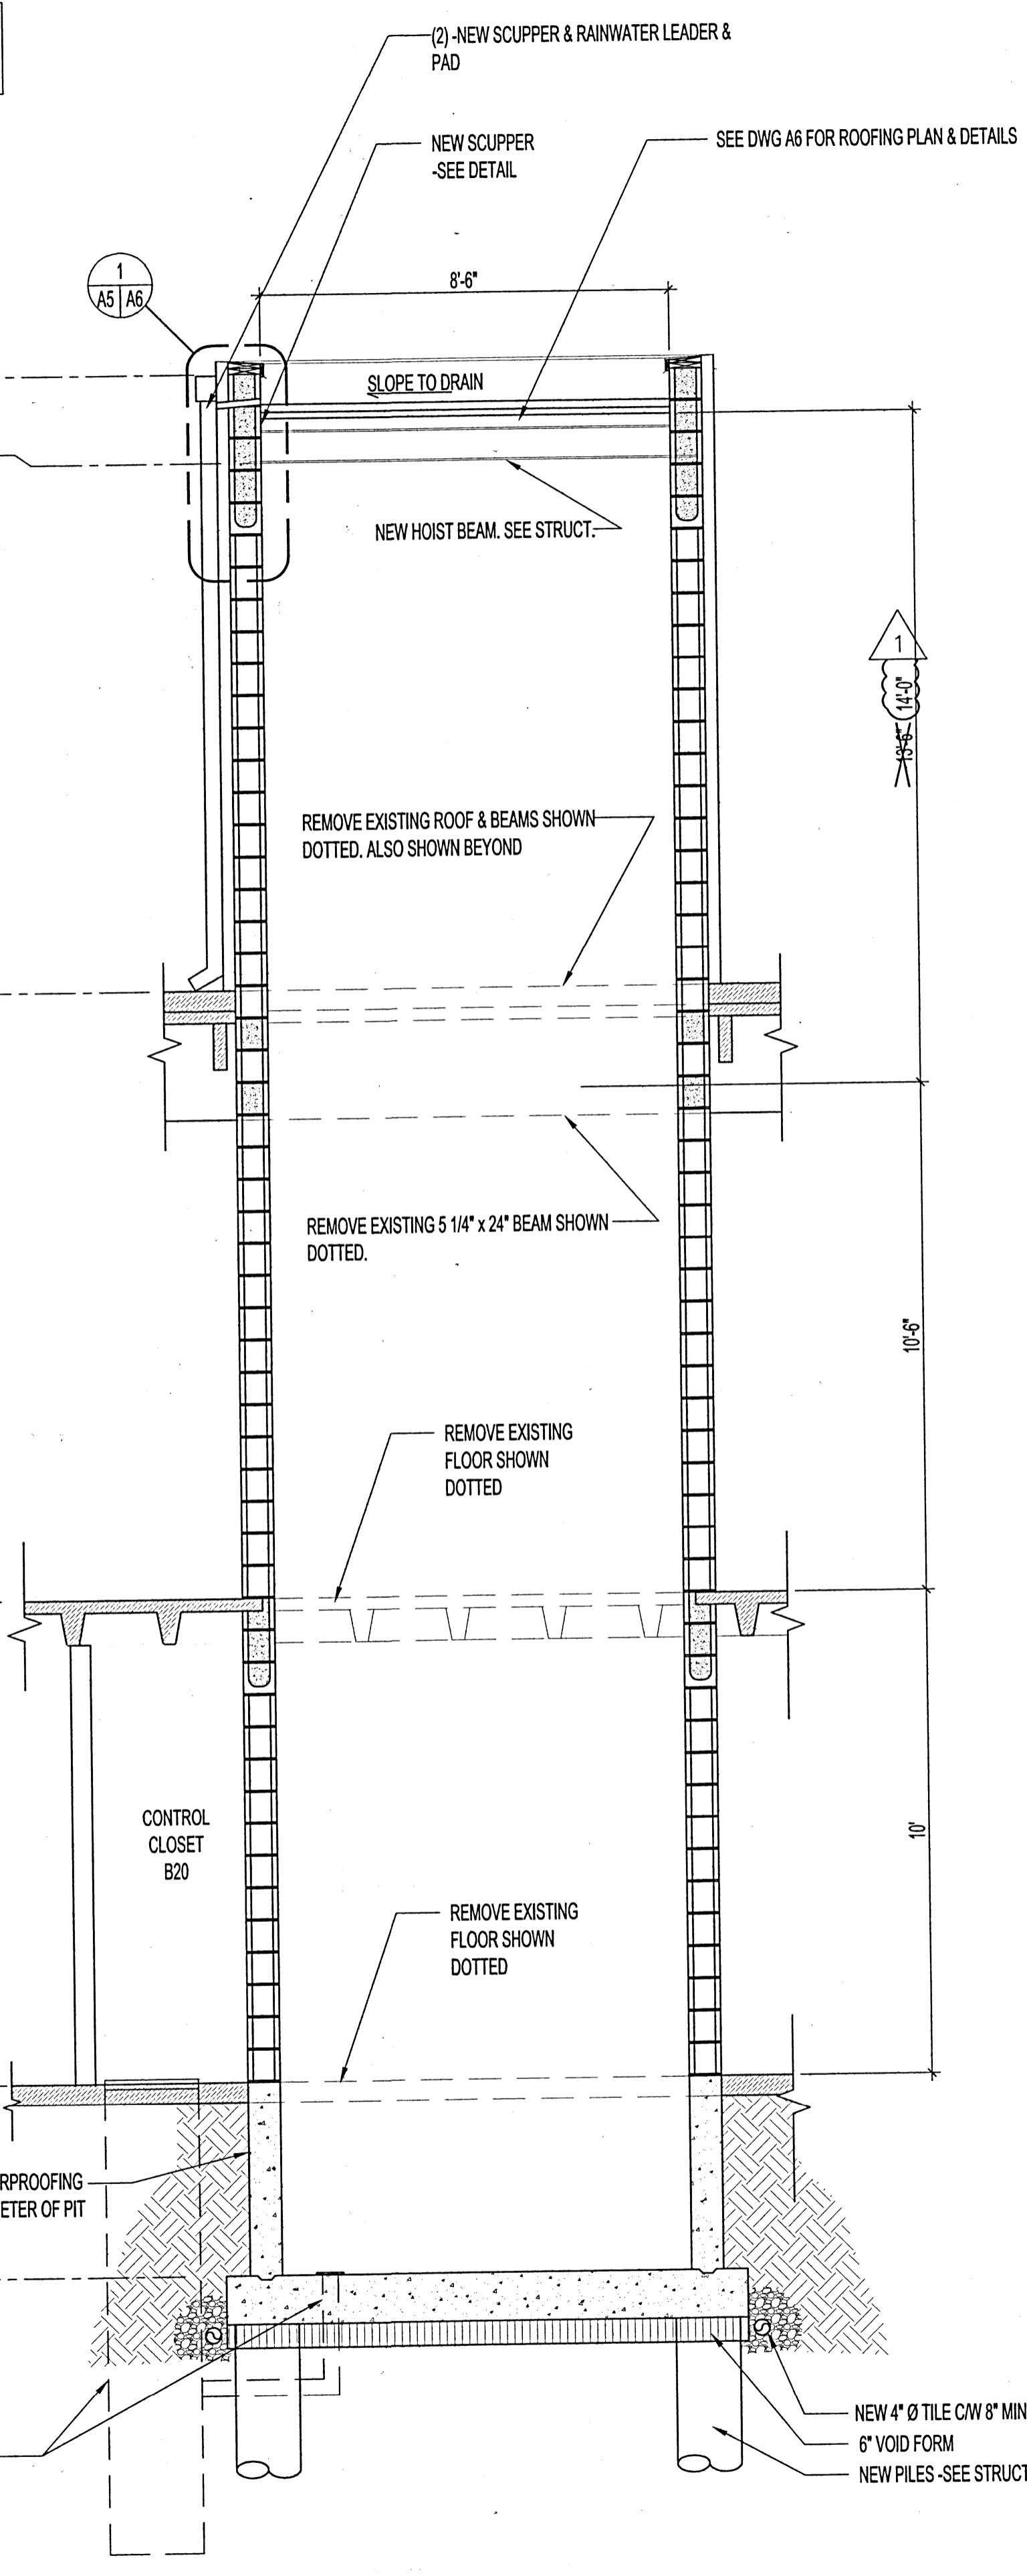 (2) -NEW SCUPPER & RAINWATER LEADER &
PAD
NEW SCUPPER
-SEE DETAIL
SEE DWG A6 FOR ROOFING PLAN & DETAILS
8'-6"
1
A5 A6
SLOPE TO DRAIN
NEW HOIST BEAM. SEE STRUCT.
1
14'-0"
13'-6"
REMOVE EXISTING ROOF & BEAMS SHOWN
DOTTED. ALSO SHOWN BEYOND
REMOVE EXISTING 5 1/4" x 24" BEAM SHOWN
DOTTED.
10'-6"
REMOVE EXISTING
FLOOR SHOWN
DOTTED
CONTROL
CLOSET
B20
10'
REMOVE EXISTING
FLOOR SHOWN
DOTTED
RPROOFING
ETER OF PIT
NEW 4" Ø TILE C/W 8" MIN
6" VOID FORM
NEW PILES -SEE STRUCT